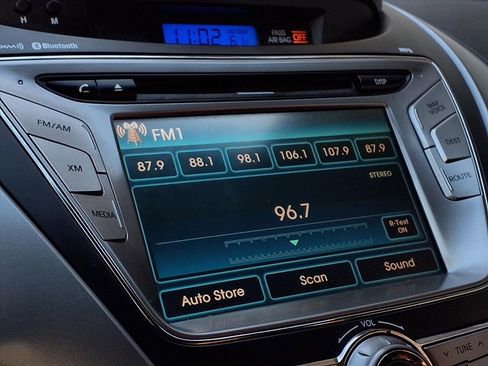 H M
11:02 OUTSIDE
PASS
AIR BAG OFF
XM))
Bluetooth
DISP
FM/AM
XM
MEDIA
MAP
VOICE
DEST
ROUTE
FM1
87.9 88.1 98.1 106.1 107.9 87.9
STEREO
96.7
R-Text
ON
Auto Store Scan Sound
VOL
TUNE